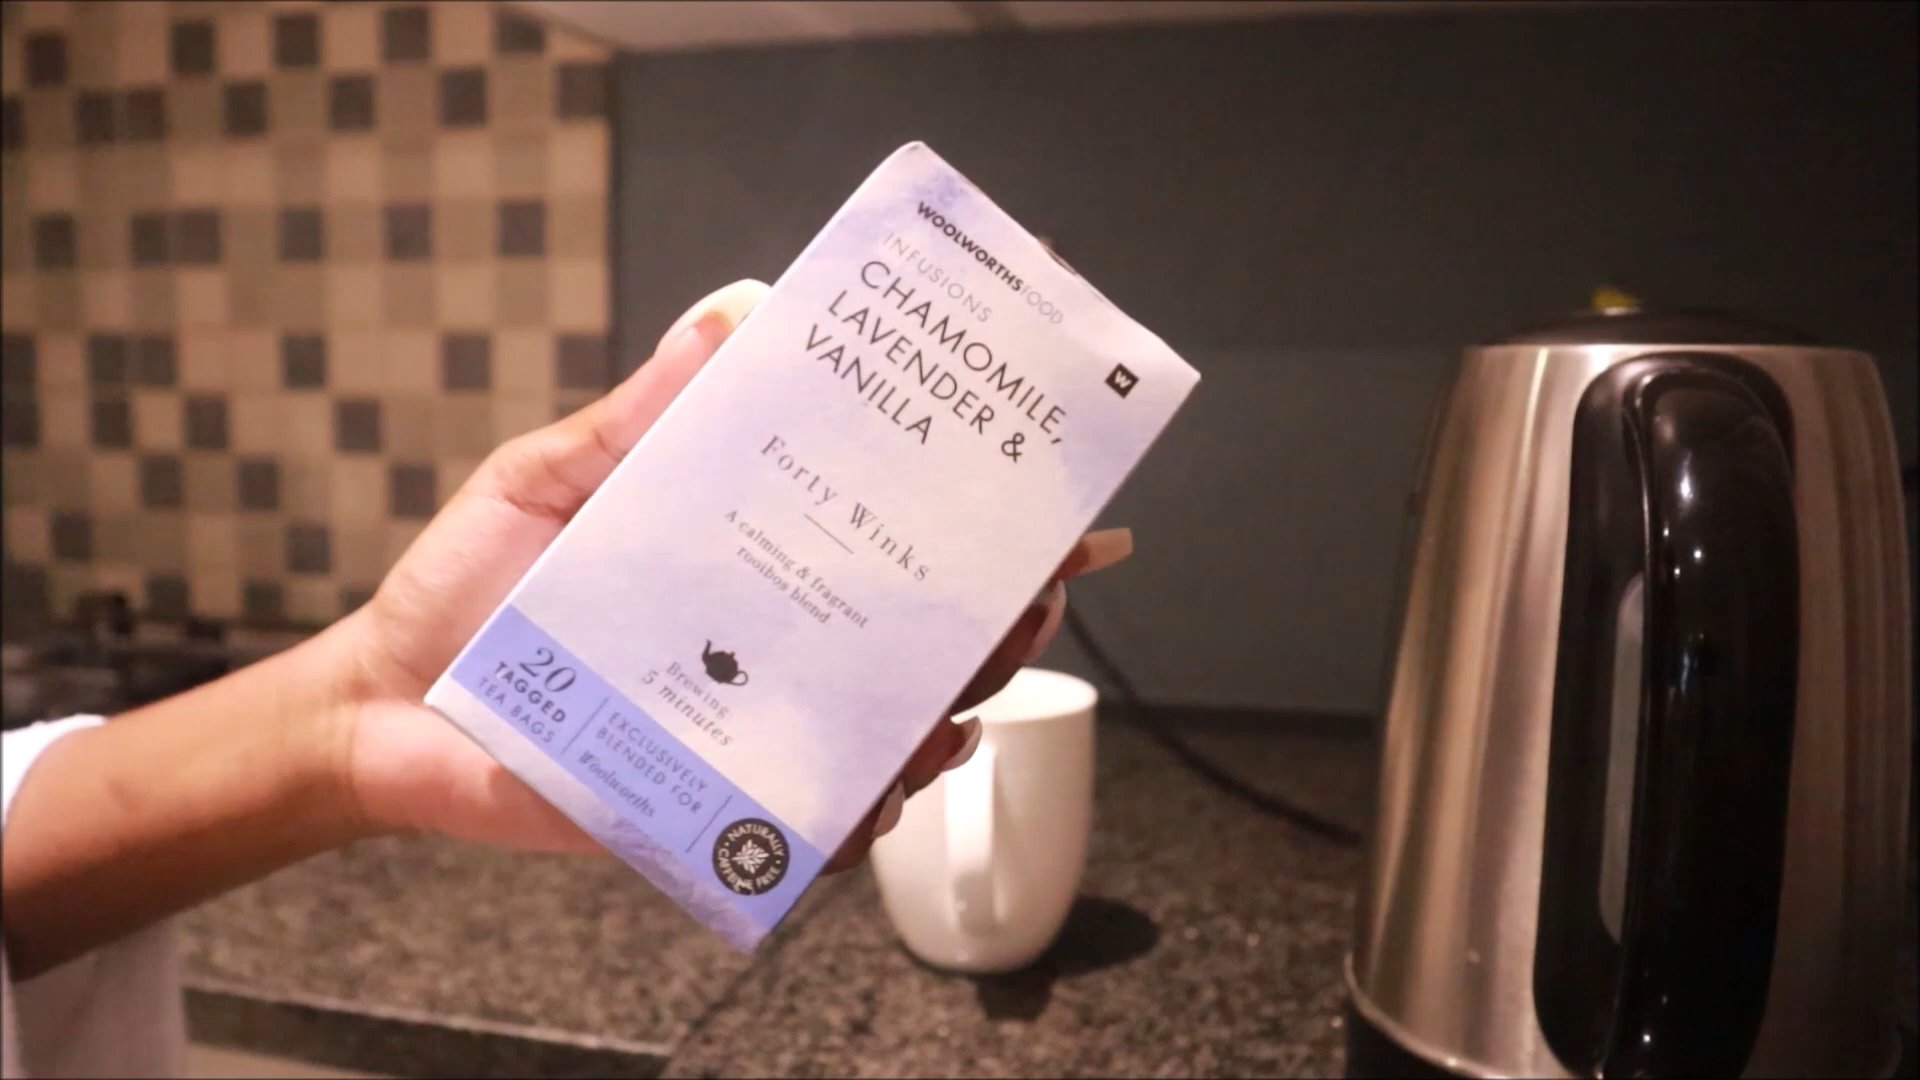 WOOLWORTHSFOOD
INFUSIONS
CHAMOMILE,
LAVENDER &
VANILLA
W
Forty Winks
A calming & fragrant
rooibos blend
Brewing
5 minutes
20
TAGGED
TEA BAGS
EXCLUSIVELY
BLENDED FOR
Woolworths
NATURALLY
CAFFEINE FREE